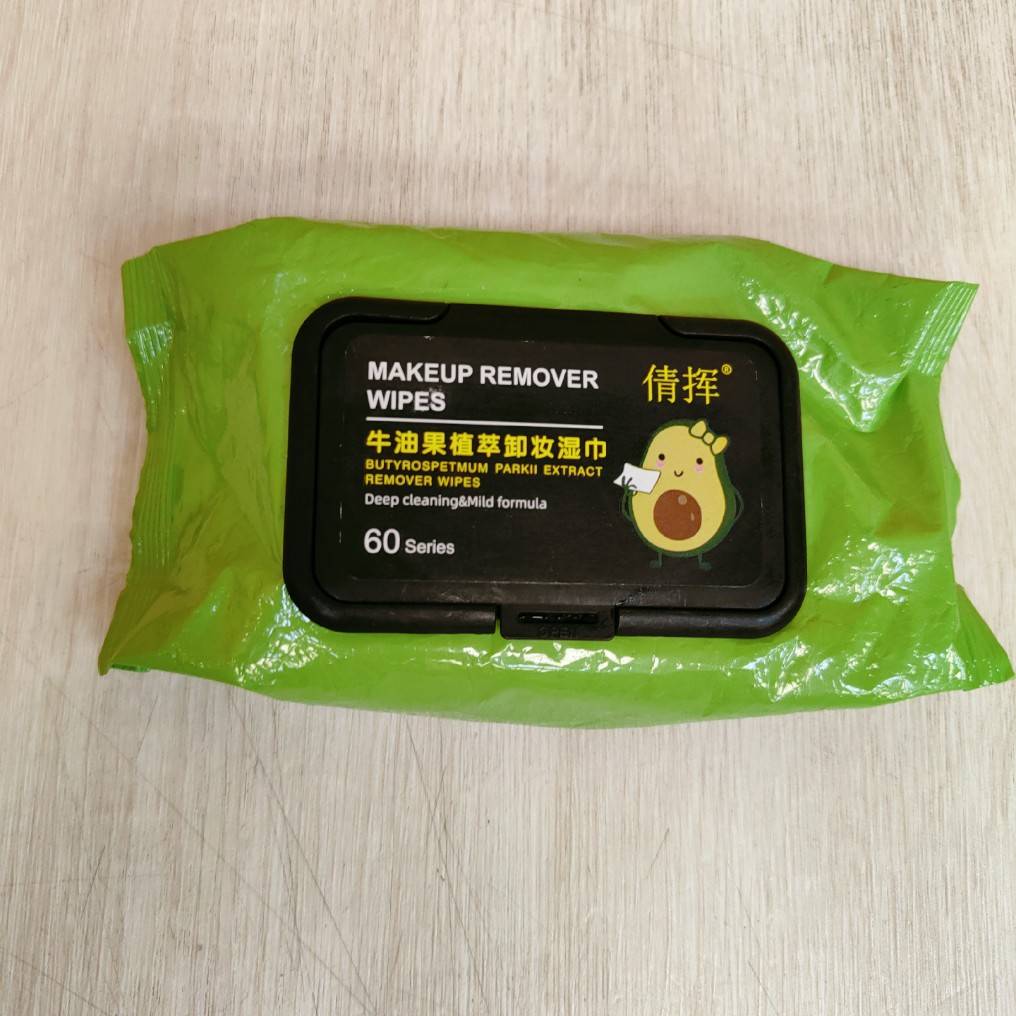 MAKEUP REMOVER
WIPES
倩挥®
牛油果植萃卸妆湿巾
BUTYROSPETMUM PARKII EXTRACT
REMOVER WIPES
Deep cleaning&Mild formula
60 Series
OPEN